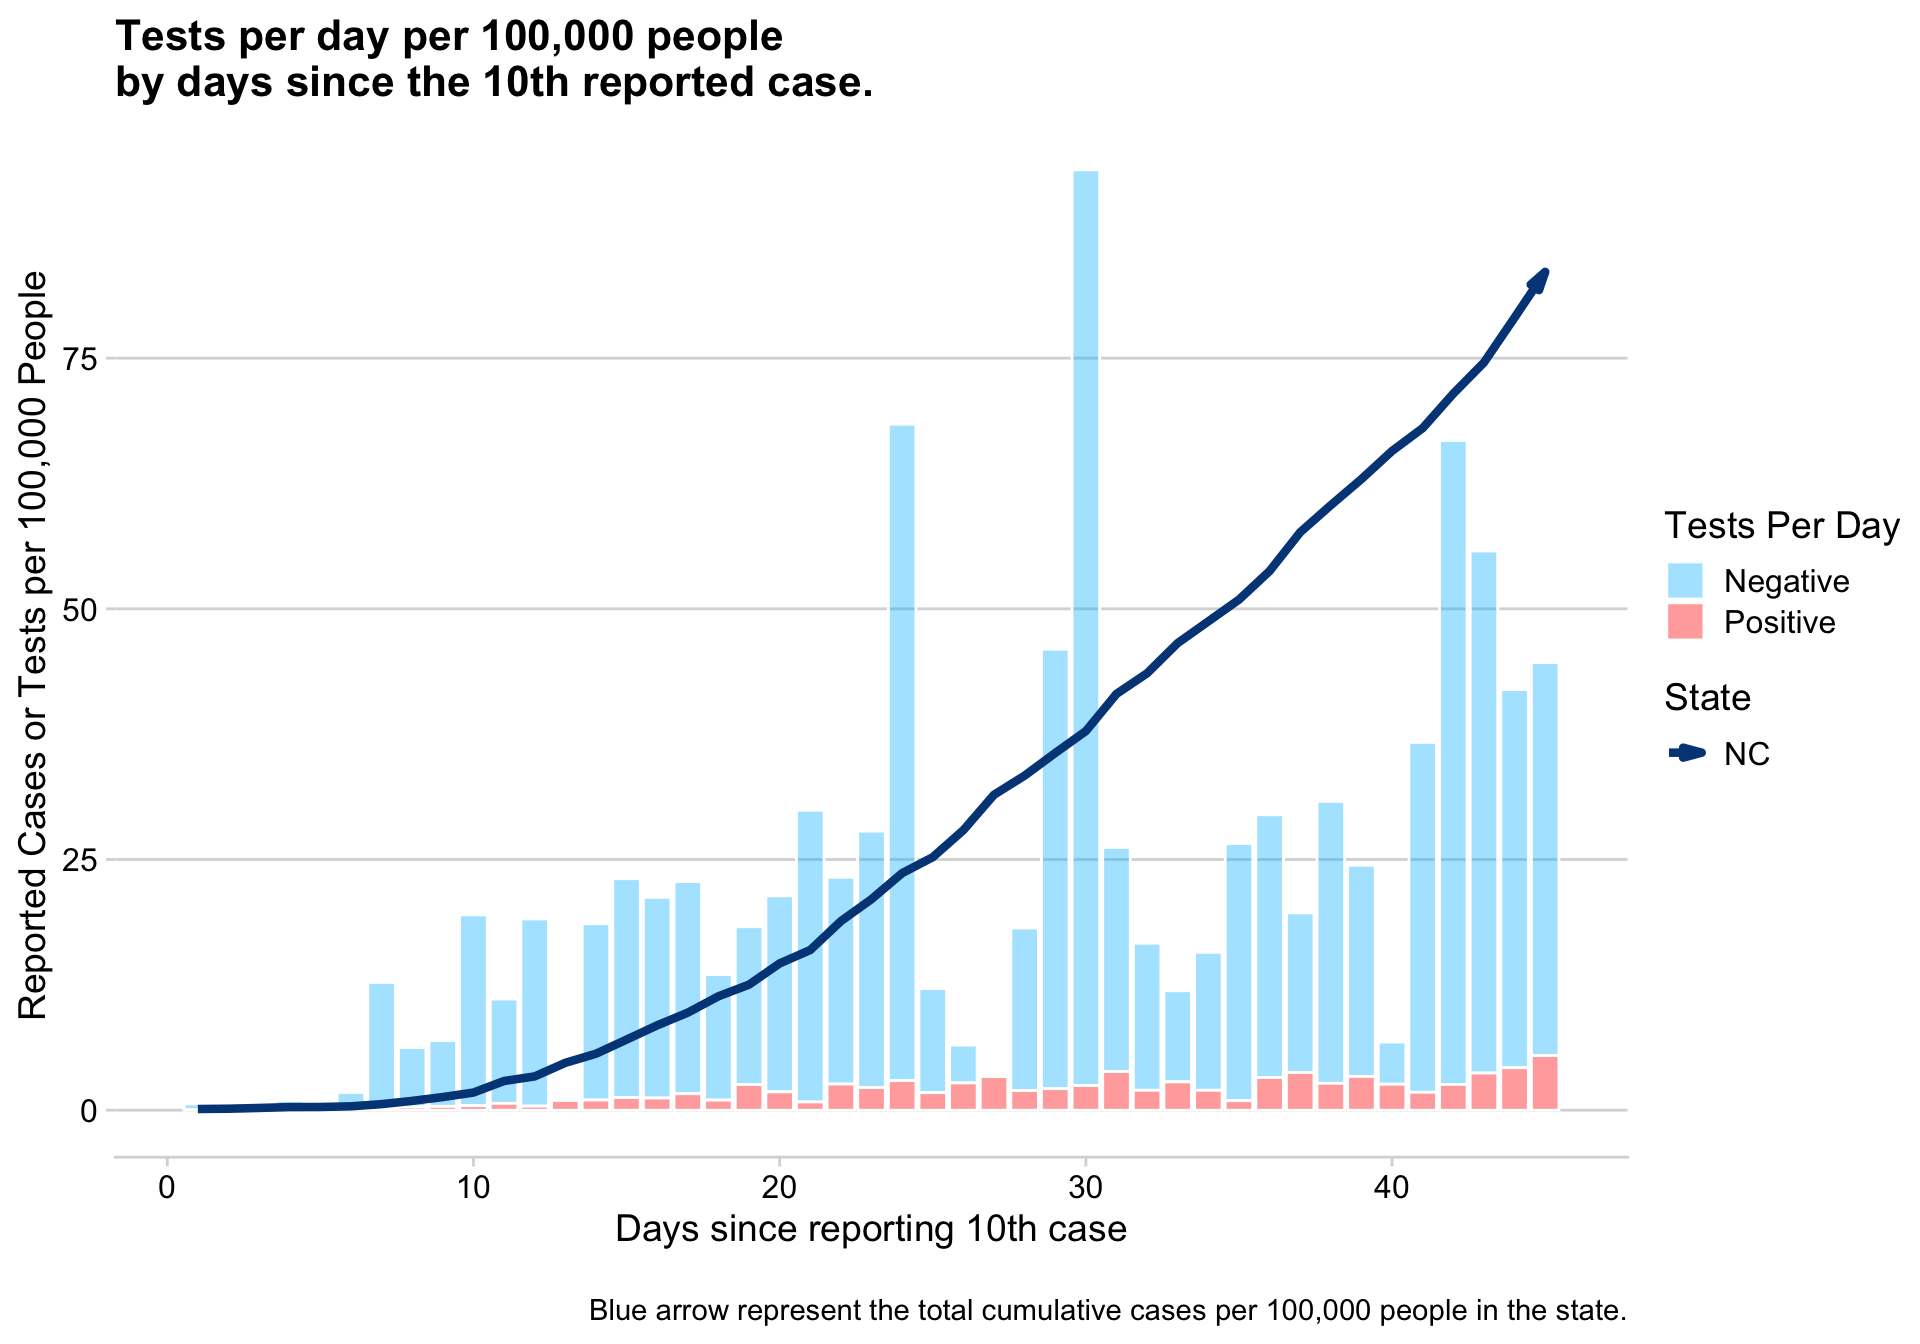 Tests per day per 100,000 people
by days since the 10th reported case.
Reported Cases or Tests per 100,000 People
75
50
25
0
0
10
20
30
40
Days since reporting 10th case
Tests Per Day
Negative
Positive
State
NC
Blue arrow represent the total cumulative cases per 100,000 people in the state.